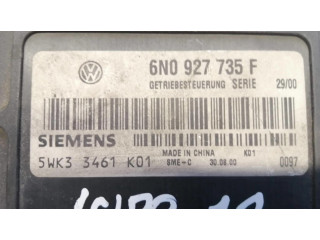 6N0 927 735 F
GETRIEBESTEUERUNG SERIE 29/00
SIEMENS
MADE IN CHINA K01
5WK3 3461 K01 SME-C 30.08.00 0097